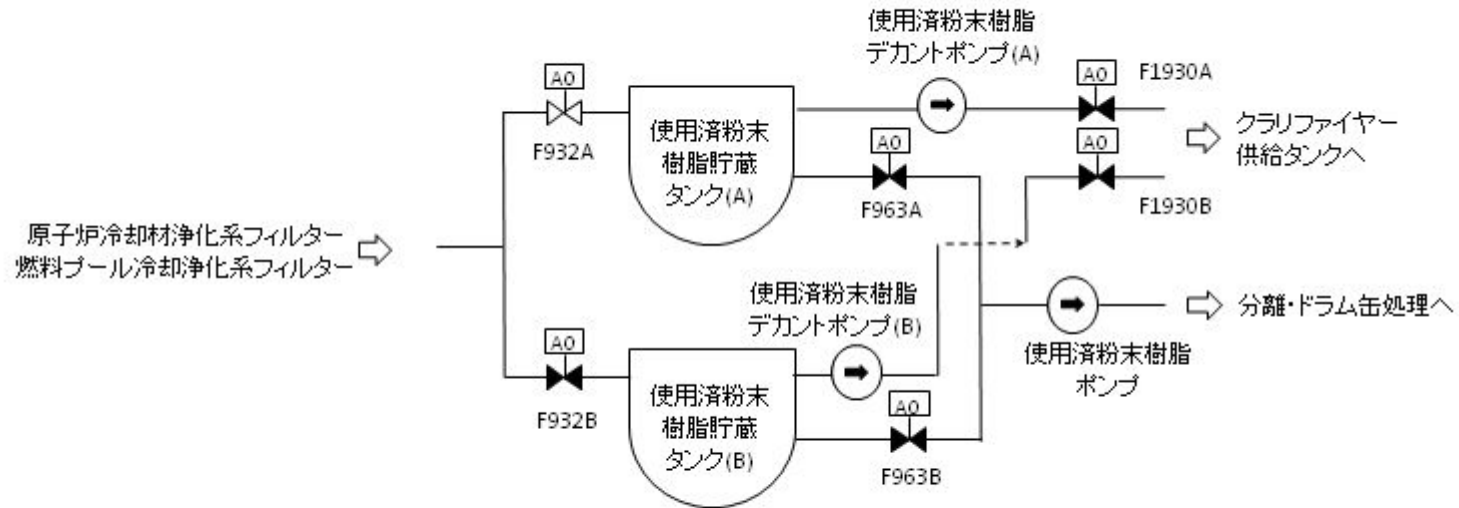 使用済粉末樹脂
デカントポンプ(A)
AO
F932A
AO
F1930A
使用済粉末
樹脂貯蔵
タンク(A)
AO
F963A
AO
F1930B
クラリファイヤー
供給タンクへ
原子炉冷却材浄化系フィルター
燃料プール冷却浄化系フィルター
使用済粉末樹脂
デカントポンプ(B)
分離・ドラム缶処理へ
使用済粉末樹脂
ポンプ
AO
F932B
使用済粉末
樹脂貯蔵
タンク(B)
AO
F963B